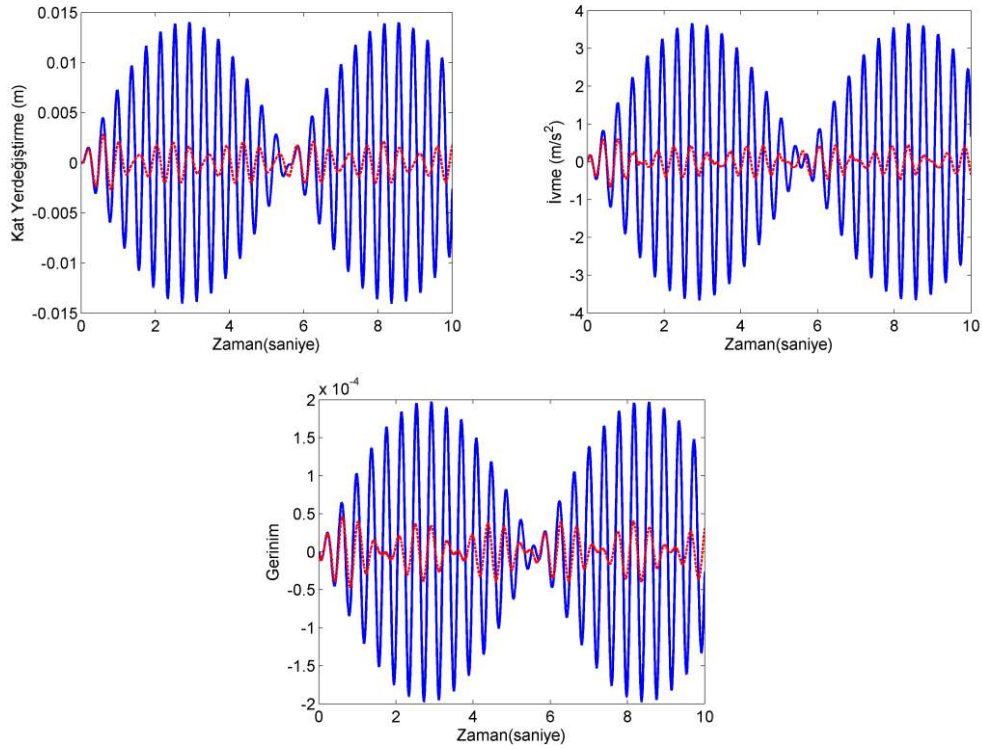 Kat Yerdeğiştirme (m)
0.015
0.01
0.005
0
-0.005
-0.01
-0.015
0 2 4 6 8 10
Zaman(saniye)
İvme (m/s²)
4
3
2
1
0
-1
-2
-3
-4
0 2 4 6 8 10
Zaman(saniye)
x 10⁻⁴
Gerinim
2
1.5
1
0.5
0
-0.5
-1
-1.5
-2
0 2 4 6 8 10
Zaman(saniye)